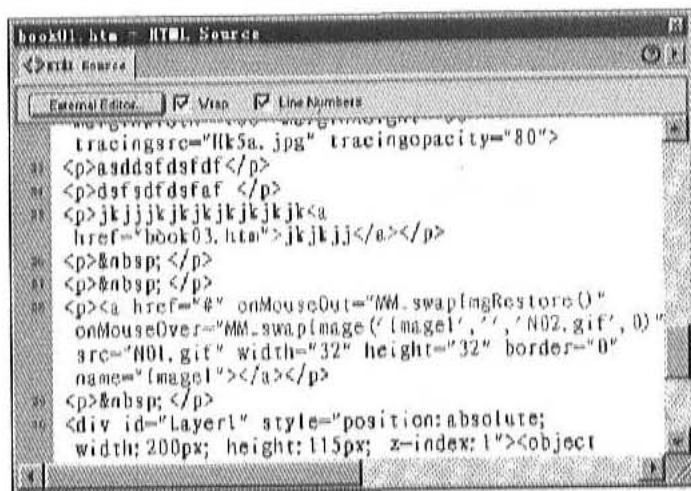 book01.htm - HTML Source
HTML Source
External Editor... Wrap Line Numbers
tracingsrc="Hk5a.jpg" tracingopacity="80">
<p>asddsfdsfdf</p>
<p>dsfsdfdsfaf </p>
<p>jkjjjkjkjkjkjkjkjk<a
href="book03.htm">jkjkjj</a></p>
<p>&nbsp;</p>
<p>&nbsp;</p>
<p><a href="#" onMouseOut="MM_swapImgRestore()"
onMouseOver="MM_swapImage('Image1','','N02.gif',0)"
src="N01.gif" width="32" height="32" border="0"
name="Image1"></a></p>
<p>&nbsp;</p>
<div id="Layer1" style="position:absolute;
width:200px; height:115px; z-index:1"><object